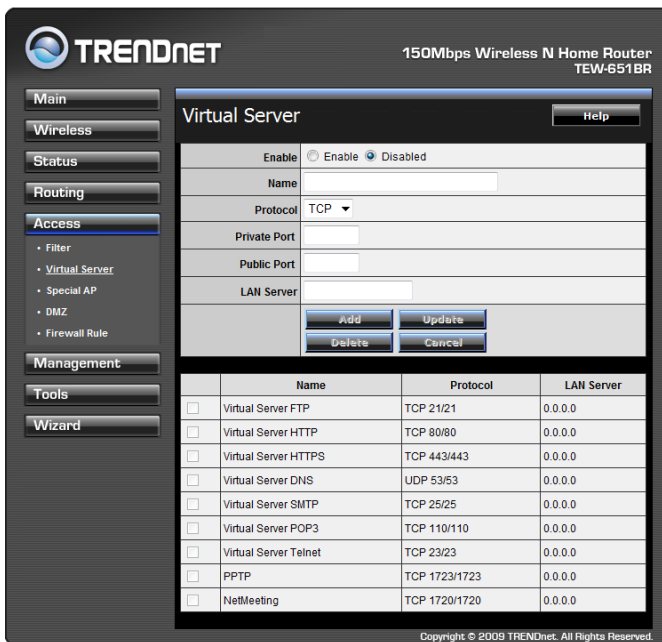 TRENDNET
150Mbps Wireless N Home Router
TEW-651BR
Main
Wireless
Status
Routing
Access
• Filter
• Virtual Server
• Special AP
• DMZ
• Firewall Rule
Management
Tools
Wizard
Virtual Server
Help
Enable Enable Disabled
Name
Protocol TCP
Private Port
Public Port
LAN Server
Add Update
Delete Cancel
Name Protocol LAN Server
Virtual Server FTP TCP 21/21 0.0.0.0
Virtual Server HTTP TCP 80/80 0.0.0.0
Virtual Server HTTPS TCP 443/443 0.0.0.0
Virtual Server DNS UDP 53/53 0.0.0.0
Virtual Server SMTP TCP 25/25 0.0.0.0
Virtual Server POP3 TCP 110/110 0.0.0.0
Virtual Server Telnet TCP 23/23 0.0.0.0
PPTP TCP 1723/1723 0.0.0.0
NetMeeting TCP 1720/1720 0.0.0.0
Copyright © 2009 TRENDnet. All Rights Reserved.